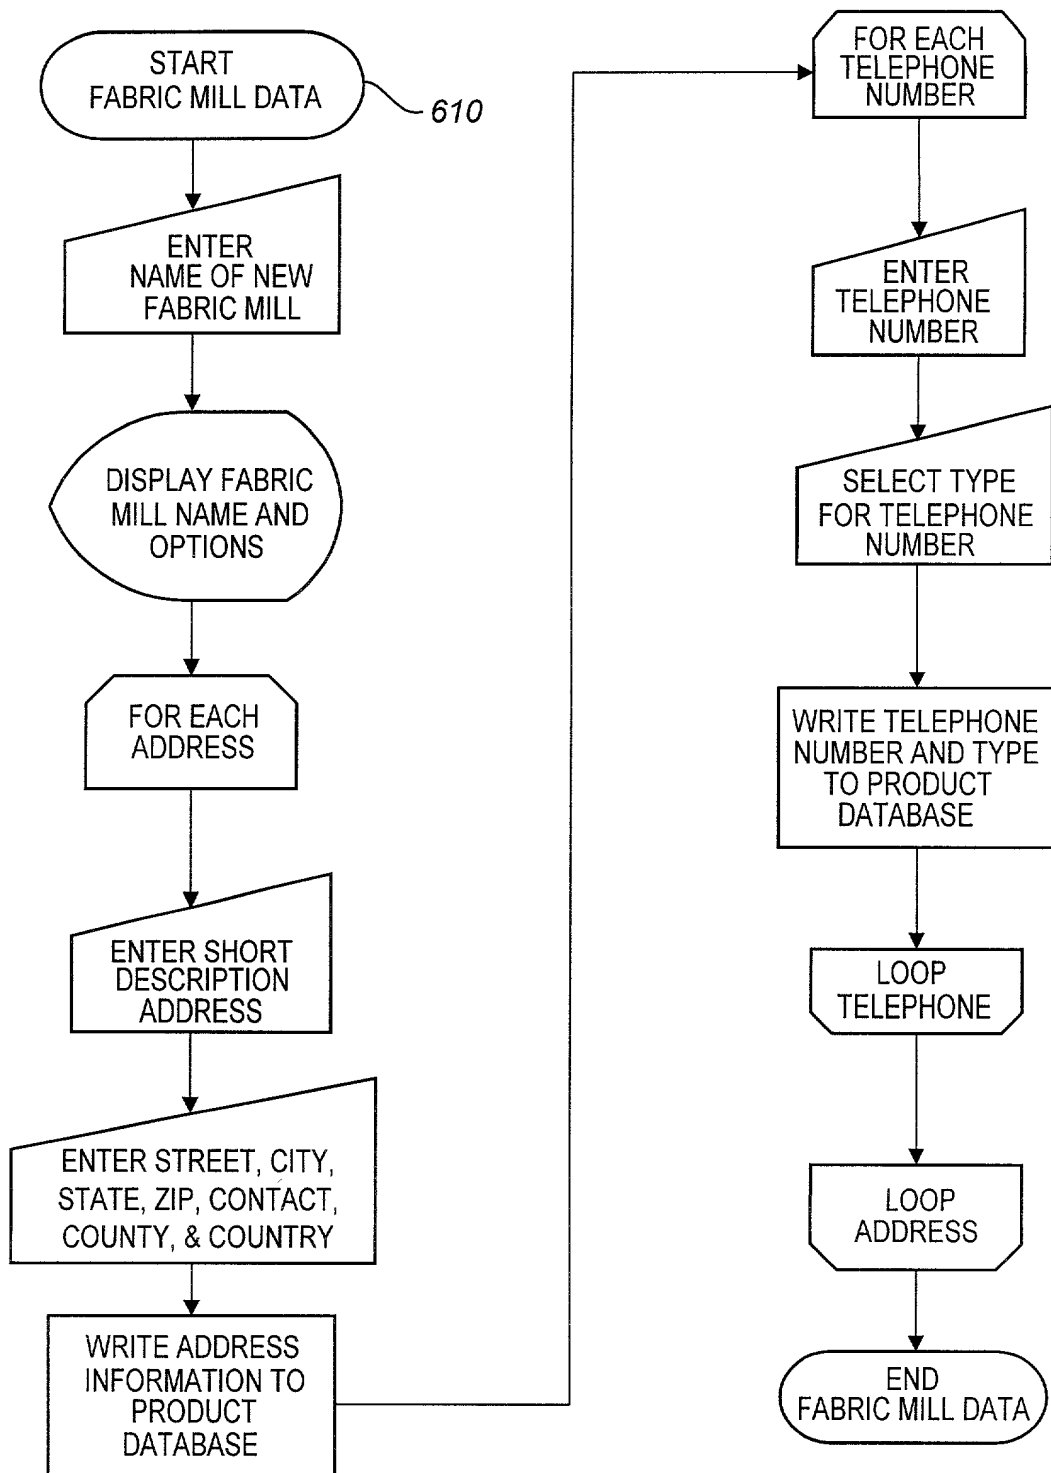 START
FABRIC MILL DATA
610
ENTER
NAME OF NEW
FABRIC MILL
DISPLAY FABRIC
MILL NAME AND
OPTIONS
FOR EACH
ADDRESS
ENTER SHORT
DESCRIPTION
ADDRESS
ENTER STREET, CITY,
STATE, ZIP, CONTACT,
COUNTY, & COUNTRY
WRITE ADDRESS
INFORMATION TO
PRODUCT
DATABASE
FOR EACH
TELEPHONE
NUMBER
ENTER
TELEPHONE
NUMBER
SELECT TYPE
FOR TELEPHONE
NUMBER
WRITE TELEPHONE
NUMBER AND TYPE
TO PRODUCT
DATABASE
LOOP
TELEPHONE
LOOP
ADDRESS
END
FABRIC MILL DATA